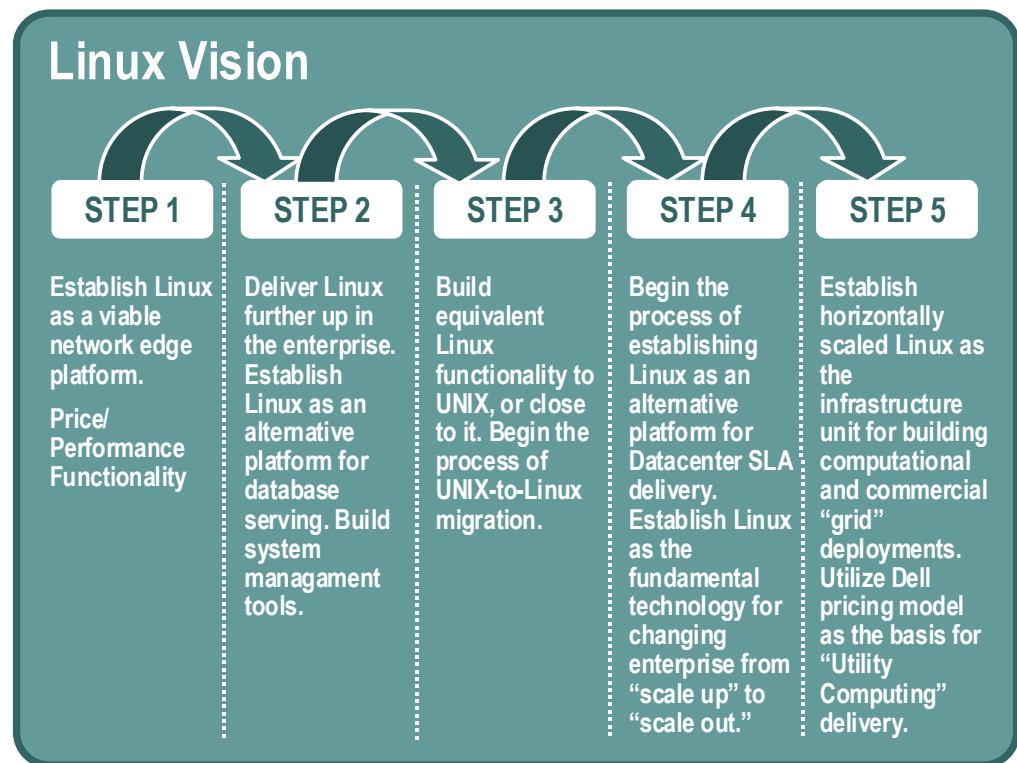 Linux Vision
STEP 1
STEP 2
STEP 3
STEP 4
STEP 5
Establish Linux
as a viable
network edge
platform.
Price/
Performance
Functionality
Deliver Linux
further up in
the enterprise.
Establish
Linux as an
alternative
platform for
database
serving. Build
system
managament
tools.
Build
equivalent
Linux
functionality to
UNIX, or close
to it. Begin the
process of
UNIX-to-Linux
migration.
Begin the
process of
establishing
Linux as an
alternative
platform for
Datacenter SLA
delivery.
Establish Linux
as the
fundamental
technology for
changing
enterprise from
“scale up” to
“scale out.”
Establish
horizontally
scaled Linux as
the
infrastructure
unit for building
computational
and commercial
“grid”
deployments.
Utilize Dell
pricing model
as the basis for
“Utility
Computing”
delivery.